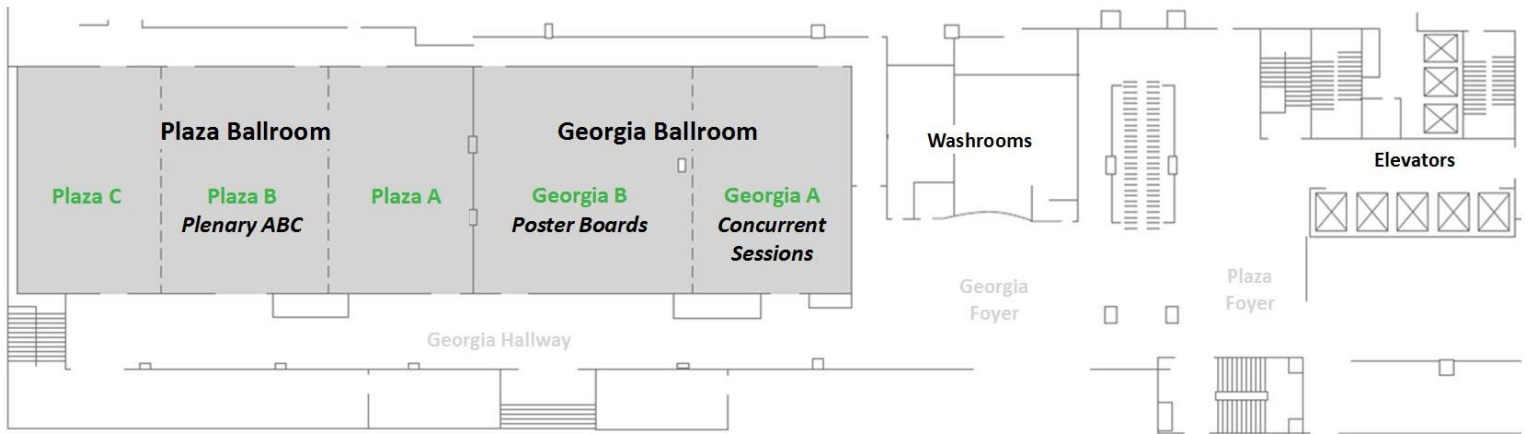 Plaza Ballroom
Georgia Ballroom
Washrooms
Elevators
Plaza C
Plaza B
Plenary ABC
Plaza A
Georgia B
Poster Boards
Georgia A
Concurrent
Sessions
Georgia
Foyer
Plaza
Foyer
Georgia Hallway